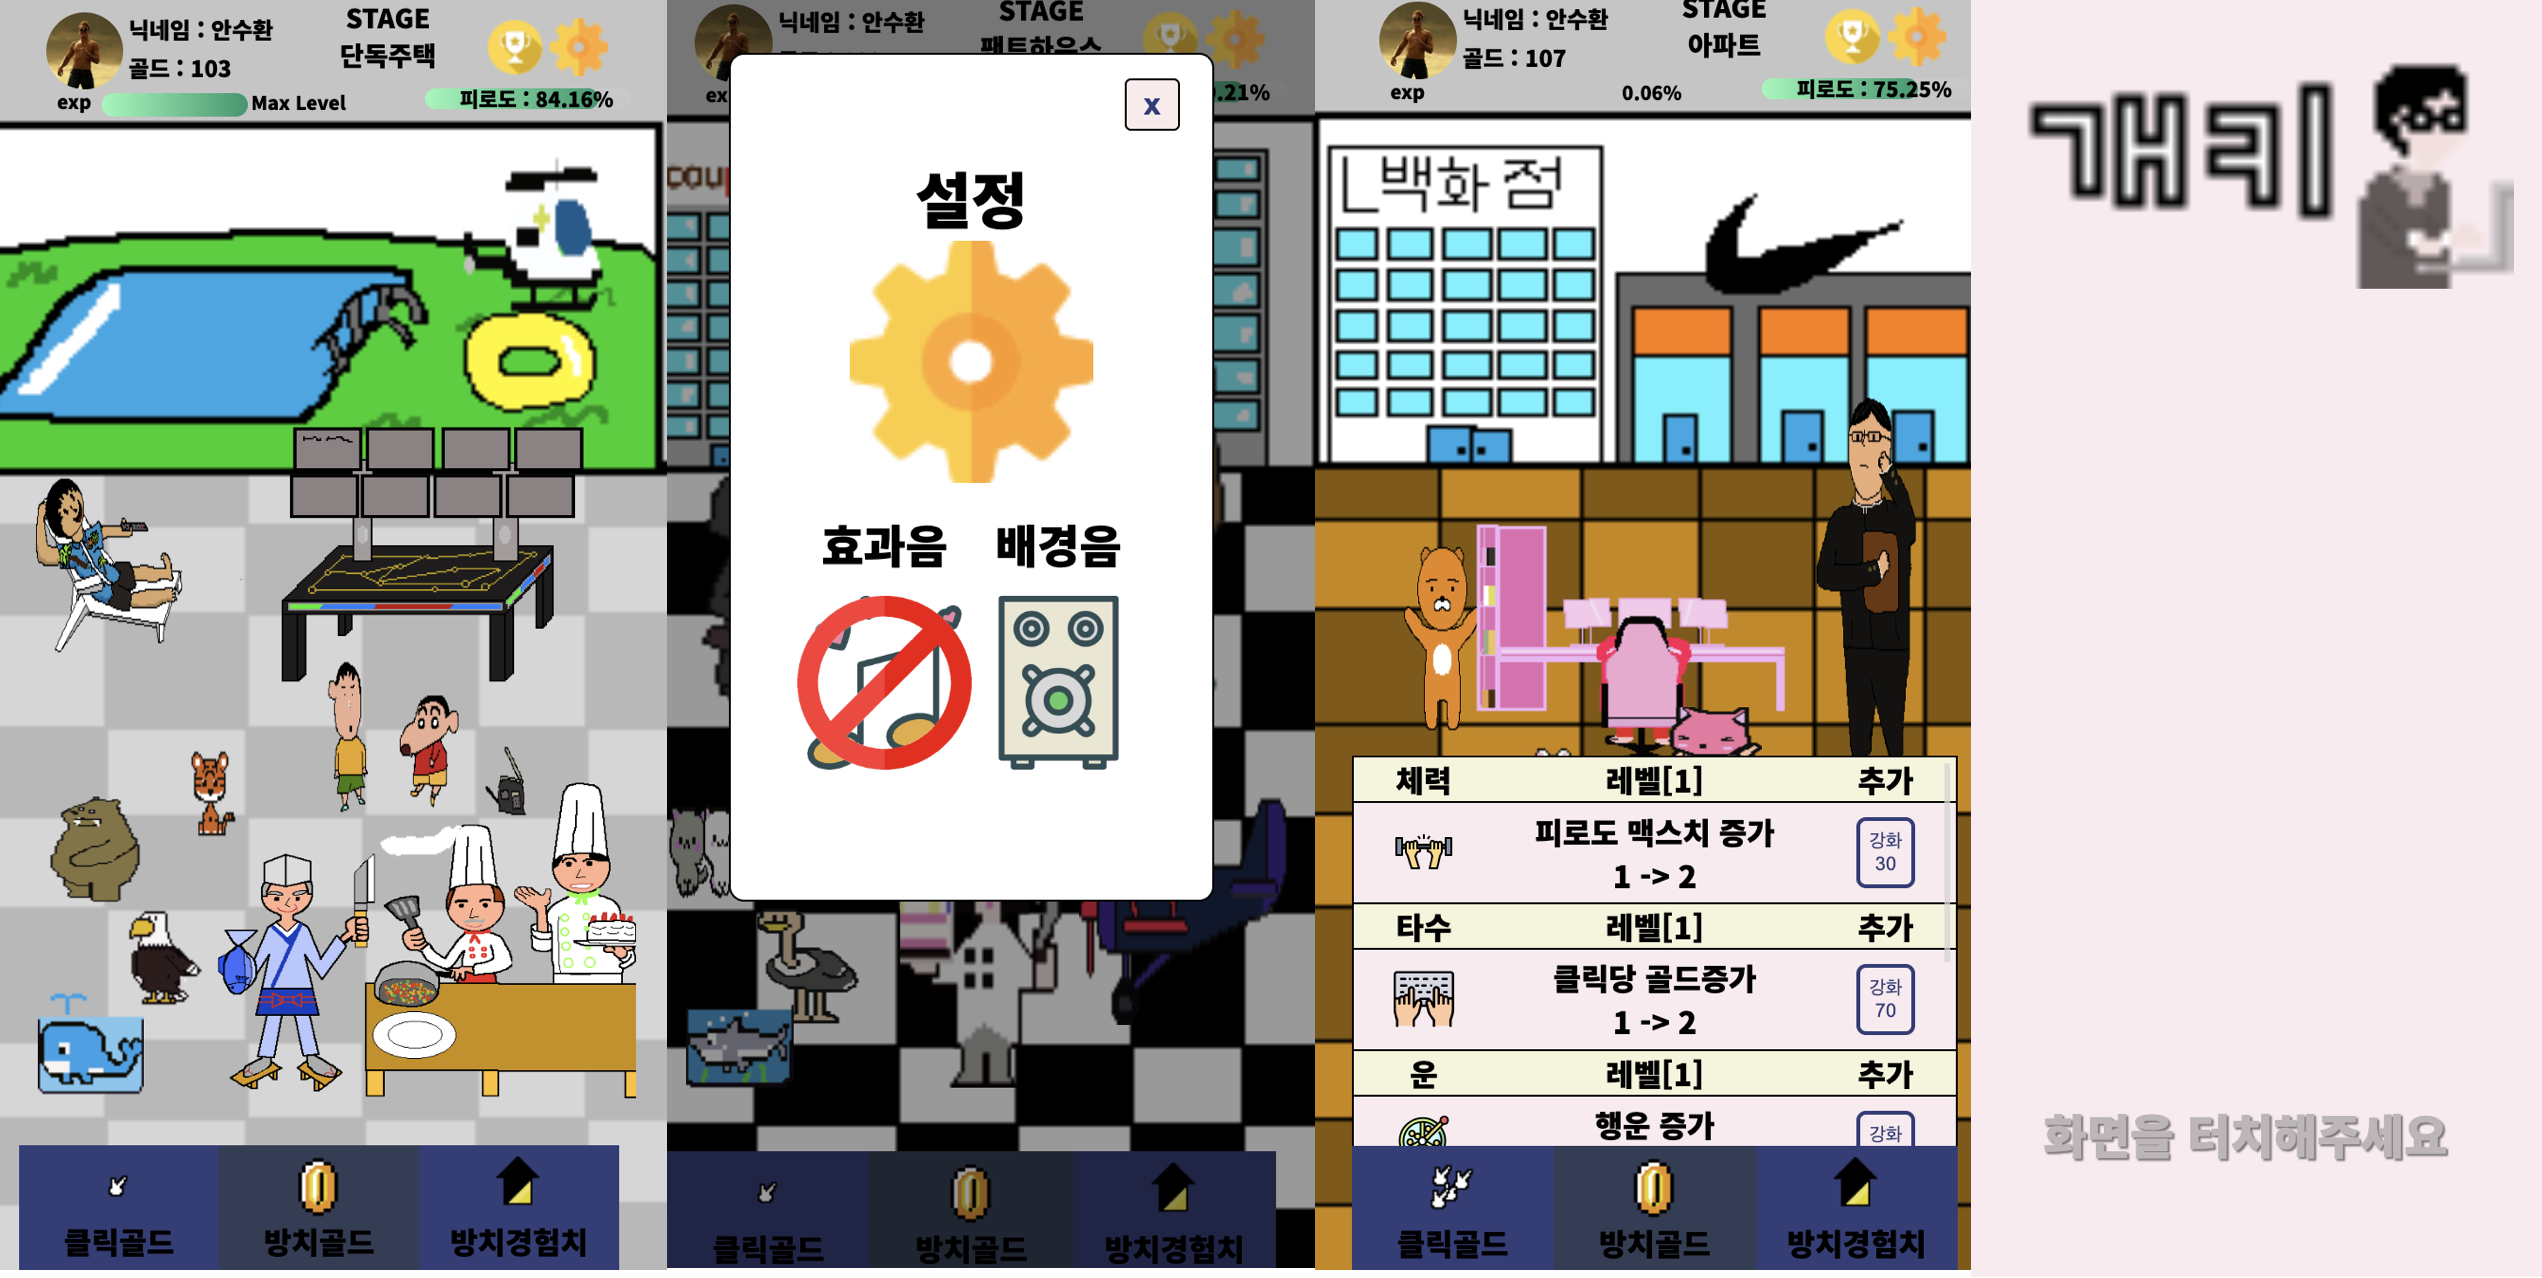 닉네임 : 안수환
골드 : 103
STAGE
단독주택
exp
Max Level
피로도 : 84.16%
클릭골드
방치골드
방치경험치
닉네임 : 안수환
STAGE
팬트하우스
ex
.21%
coup
x
설정
효과음
배경음
클릭골드
방치골드
방치경험치
닉네임 : 안수환
골드 : 107
STAGE
아파트
exp
0.06%
피로도 : 75.25%
L백화점
체력 레벨[1] 추가
피로도 맥스치 증가
1 -> 2
강화
30
타수 레벨[1] 추가
클릭당 골드증가
1 -> 2
강화
70
운 레벨[1] 추가
행운 증가
강화
클릭골드
방치골드
방치경험치
개키
화면을 터치해주세요